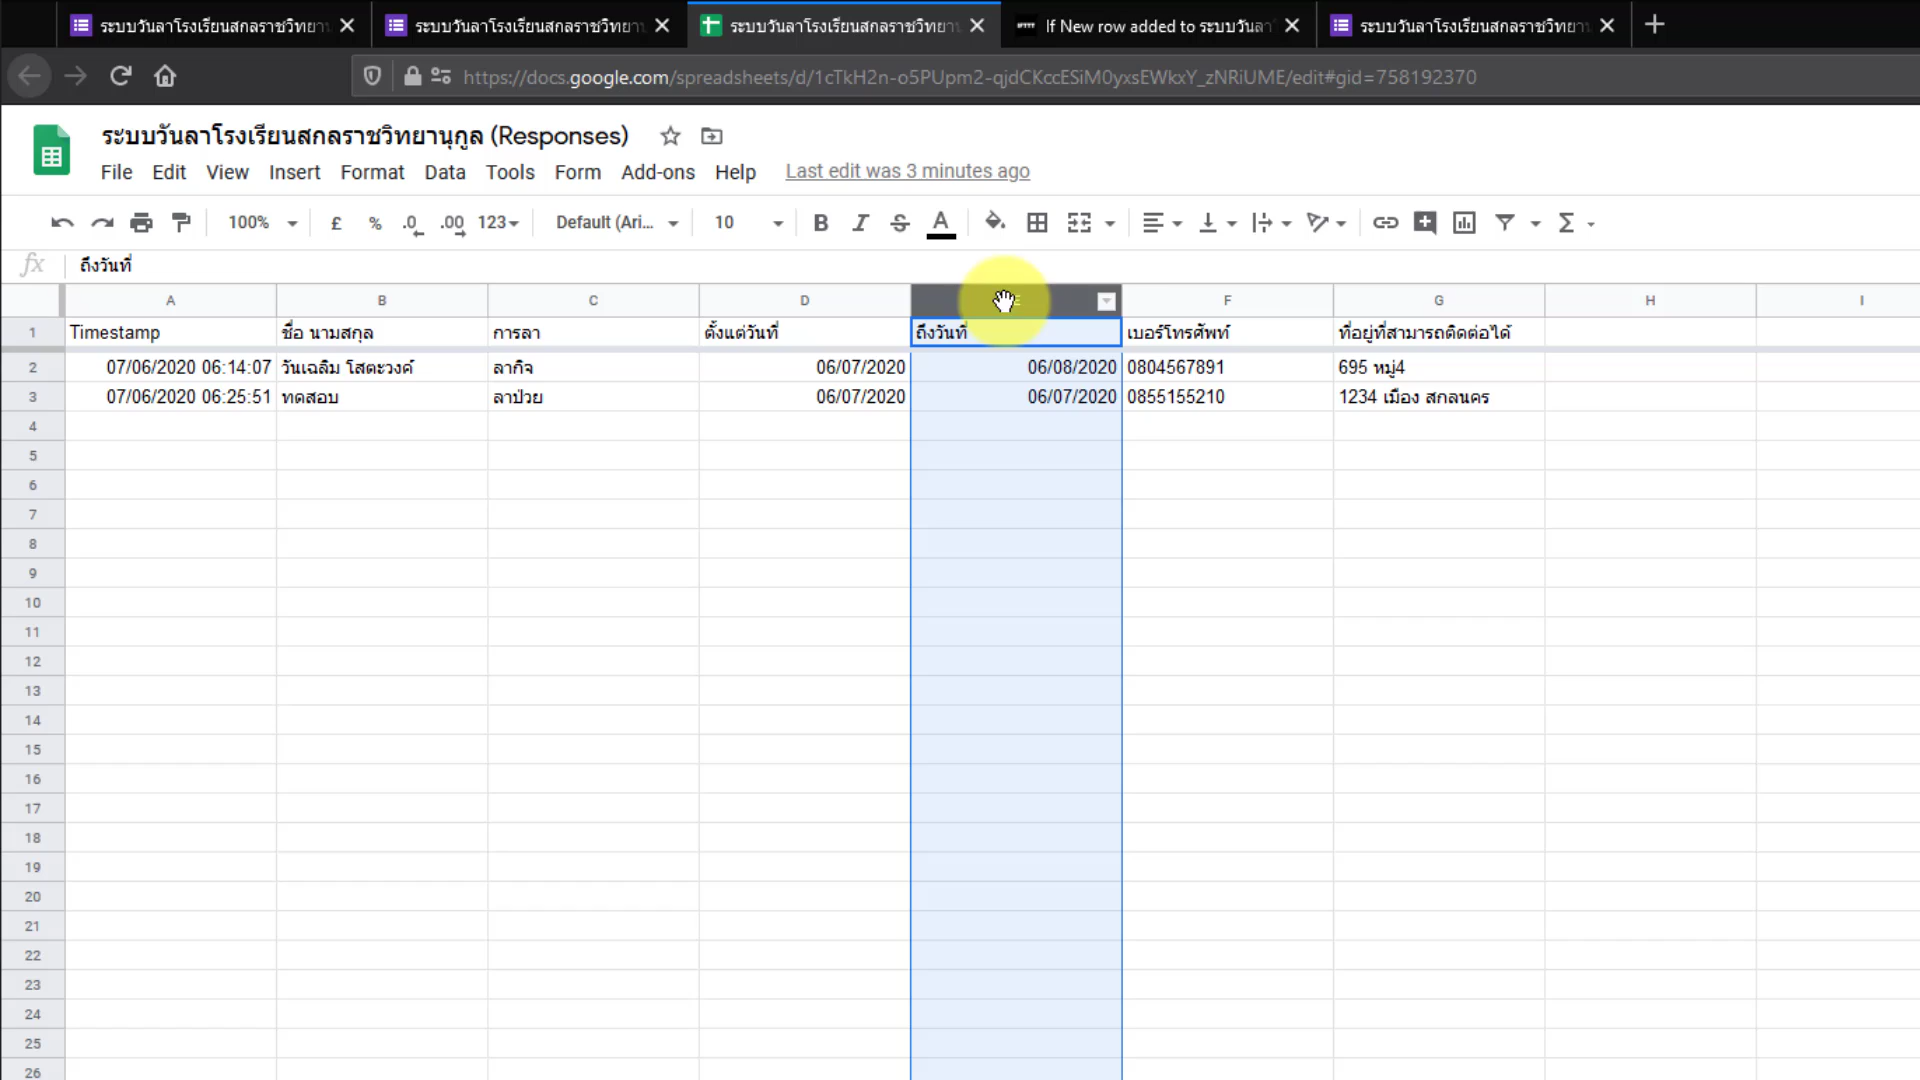 ระบบวันลาโรงเรียนสกลราชวิทยานุ
ระบบวันลาโรงเรียนสกลราชวิทยานุ
ระบบวันลาโรงเรียนสกลราชวิทยานุ
If New row added to ระบบวันลา
ระบบวันลาโรงเรียนสกลราชวิทยานุ
https://docs.google.com/spreadsheets/d/1cTkH2n-o5PUpm2-qjdCKccESiM0yxsEWkxY_zNRiUME/edit#gid=758192370
ระบบวันลาโรงเรียนสกลราชวิทยานุกูล (Responses)
File Edit View Insert Format Data Tools Form Add-ons Help Last edit was 3 minutes ago
100% £ % .0 .00 123 Default (Ari... 10 B I S A Σ
fx ถึงวันที่
A B C D E F G H I
1 Timestamp ชื่อ นามสกุล การลา ตั้งแต่วันที่ ถึงวันที่ เบอร์โทรศัพท์ ที่อยู่ที่สามารถติดต่อได้
2 07/06/2020 06:14:07 วันเฉลิม โสตะวงค์ ลากิจ 06/07/2020 06/08/2020 0804567891 695 หมู่4
3 07/06/2020 06:25:51 ทดสอบ ลาป่วย 06/07/2020 06/07/2020 0855155210 1234 เมือง สกลนคร
4
5
6
7
8
9
10
11
12
13
14
15
16
17
18
19
20
21
22
23
24
25
26